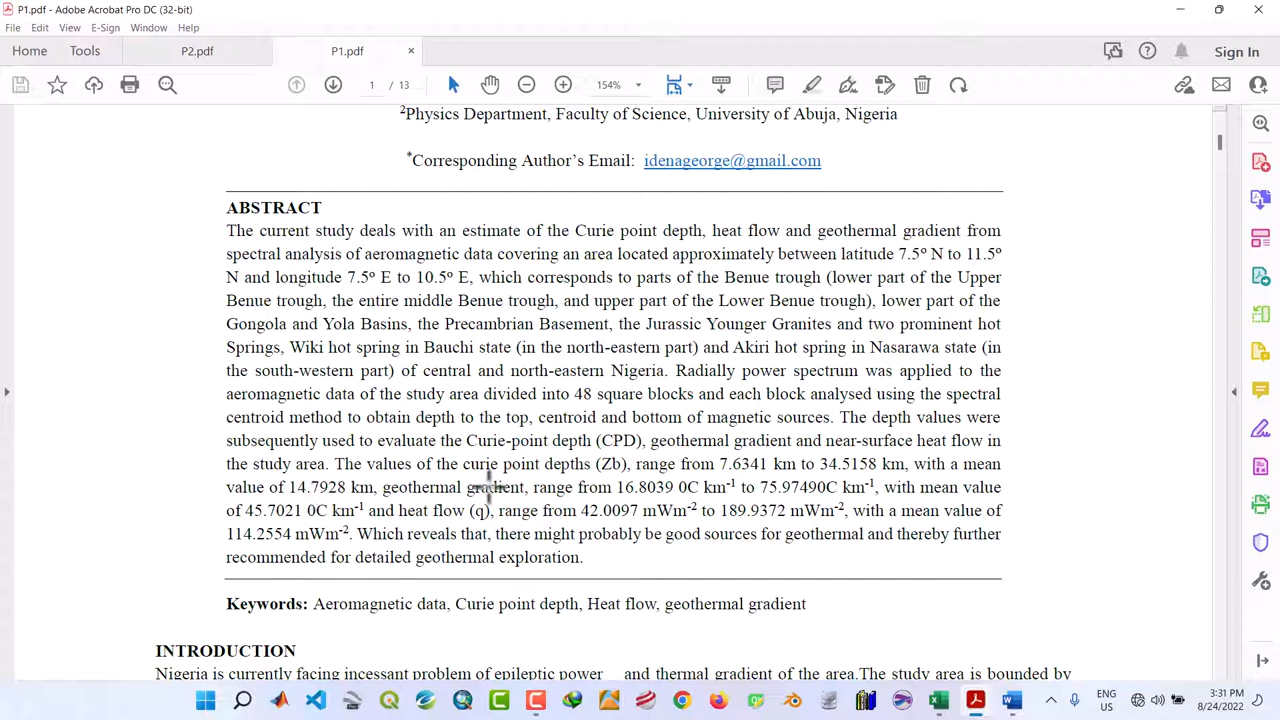 P1.pdf - Adobe Acrobat Pro DC (32-bit)
File Edit View E-Sign Window Help
Home Tools P2.pdf P1.pdf × Sign In
1 / 13 154%
2Physics Department, Faculty of Science, University of Abuja, Nigeria
*Corresponding Author's Email: idenageorge@gmail.com
ABSTRACT
The current study deals with an estimate of the Curie point depth, heat flow and geothermal gradient from
spectral analysis of aeromagnetic data covering an area located approximately between latitude 7.5º N to 11.5º
N and longitude 7.5º E to 10.5º E, which corresponds to parts of the Benue trough (lower part of the Upper
Benue trough, the entire middle Benue trough, and upper part of the Lower Benue trough), lower part of the
Gongola and Yola Basins, the Precambrian Basement, the Jurassic Younger Granites and two prominent hot
Springs, Wiki hot spring in Bauchi state (in the north-eastern part) and Akiri hot spring in Nasarawa state (in
the south-western part) of central and north-eastern Nigeria. Radially power spectrum was applied to the
aeromagnetic data of the study area divided into 48 square blocks and each block analysed using the spectral
centroid method to obtain depth to the top, centroid and bottom of magnetic sources. The depth values were
subsequently used to evaluate the Curie-point depth (CPD), geothermal gradient and near-surface heat flow in
the study area. The values of the curie point depths (Zb), range from 7.6341 km to 34.5158 km, with a mean
value of 14.7928 km, geothermal gradient, range from 16.8039 0C km-1 to 75.97490C km-1, with mean value
of 45.7021 0C km-1 and heat flow (q), range from 42.0097 mWm-2 to 189.9372 mWm-2, with a mean value of
114.2554 mWm-2. Which reveals that, there might probably be good sources for geothermal and thereby further
recommended for detailed geothermal exploration.
Keywords: Aeromagnetic data, Curie point depth, Heat flow, geothermal gradient
INTRODUCTION
Nigeria is currently facing incessant problem of epileptic power and thermal gradient of the area.The study area is bounded by
ENG
US
3:31 PM
8/24/2022